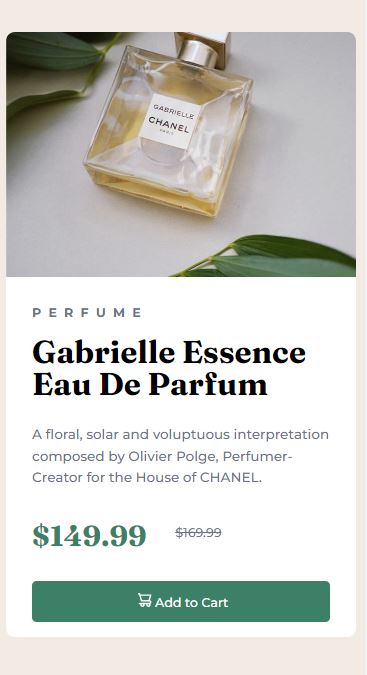 GABRIELLE
CHANEL
PARIS
PERFUME
Gabrielle Essence
Eau De Parfum
A floral, solar and voluptuous interpretation
composed by Olivier Polge, Perfumer-
Creator for the House of CHANEL.
$149.99 $169.99
Add to Cart